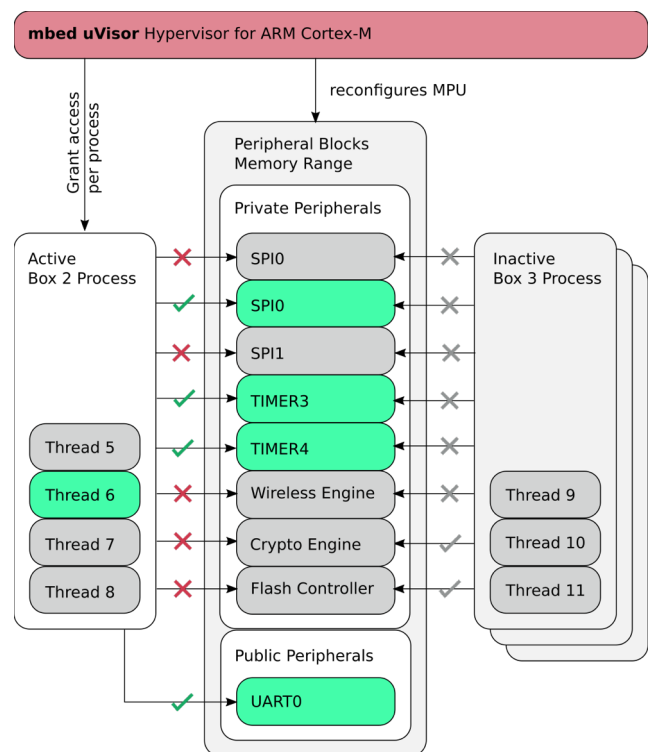 mbed uVisor Hypervisor for ARM Cortex-M
Grant access
per process
reconfigures MPU
Peripheral Blocks
Memory Range
Private Peripherals
Active
Box 2 Process
SPI0
SPI0
SPI1
TIMER3
TIMER4
Wireless Engine
Crypto Engine
Flash Controller
Thread 5
Thread 6
Thread 7
Thread 8
Inactive
Box 3 Process
Thread 9
Thread 10
Thread 11
Public Peripherals
UART0